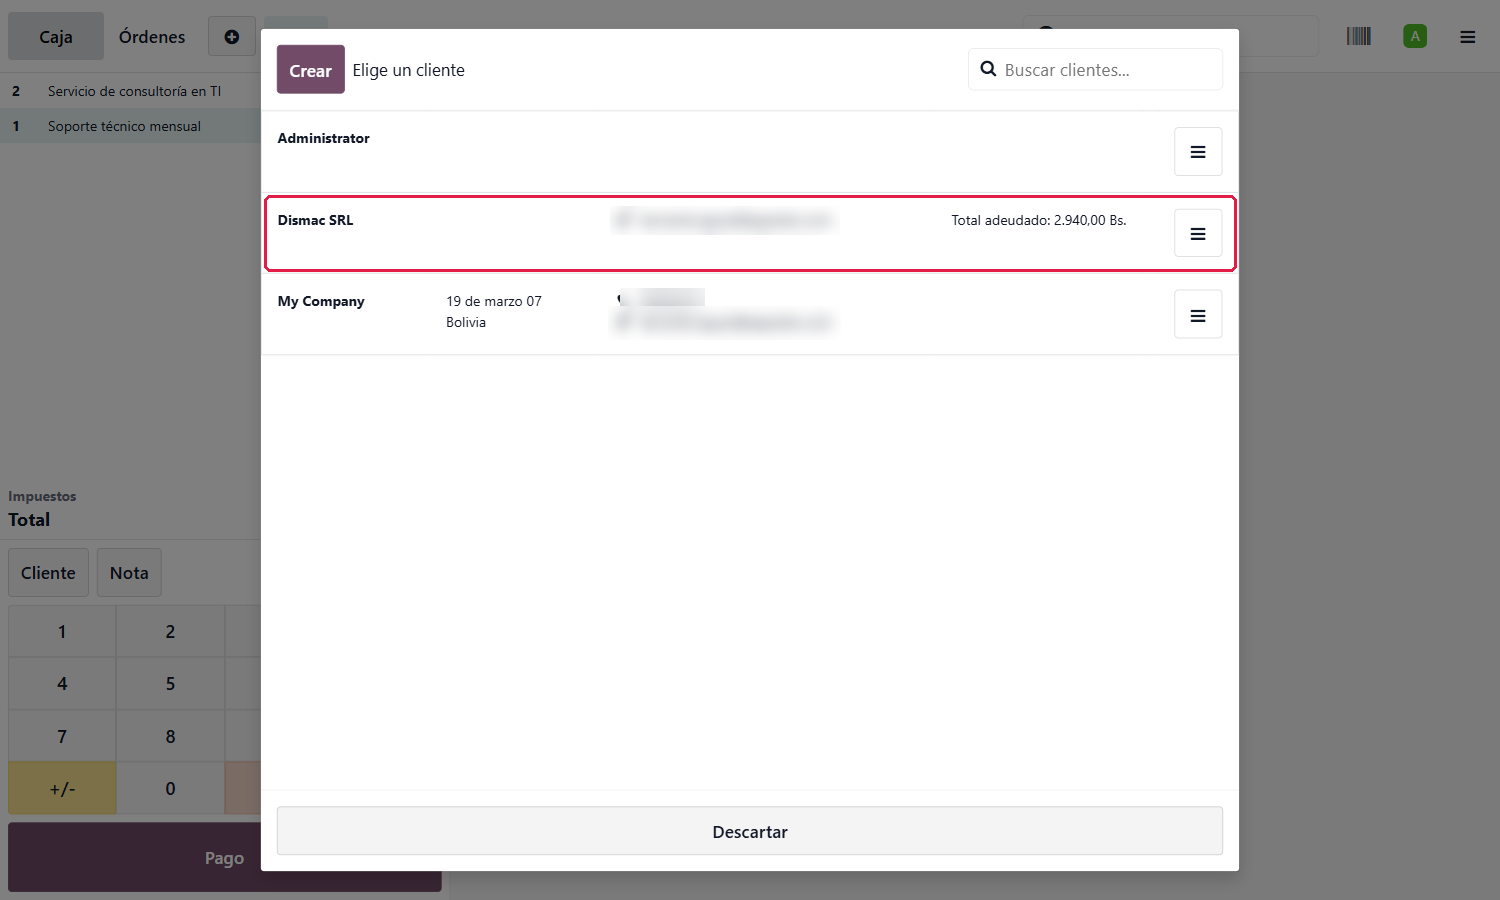 Caja
Órdenes
A
2 Servicio de consultoría en TI
1 Soporte técnico mensual
Impuestos
Total
Cliente
Nota
1 2
4 5
7 8
+/- 0
Pago
Crear
Elige un cliente
Buscar clientes...
Administrator
Dismac SRL
Total adeudado: 2.940,00 Bs.
My Company
19 de marzo 07
Bolivia
Descartar